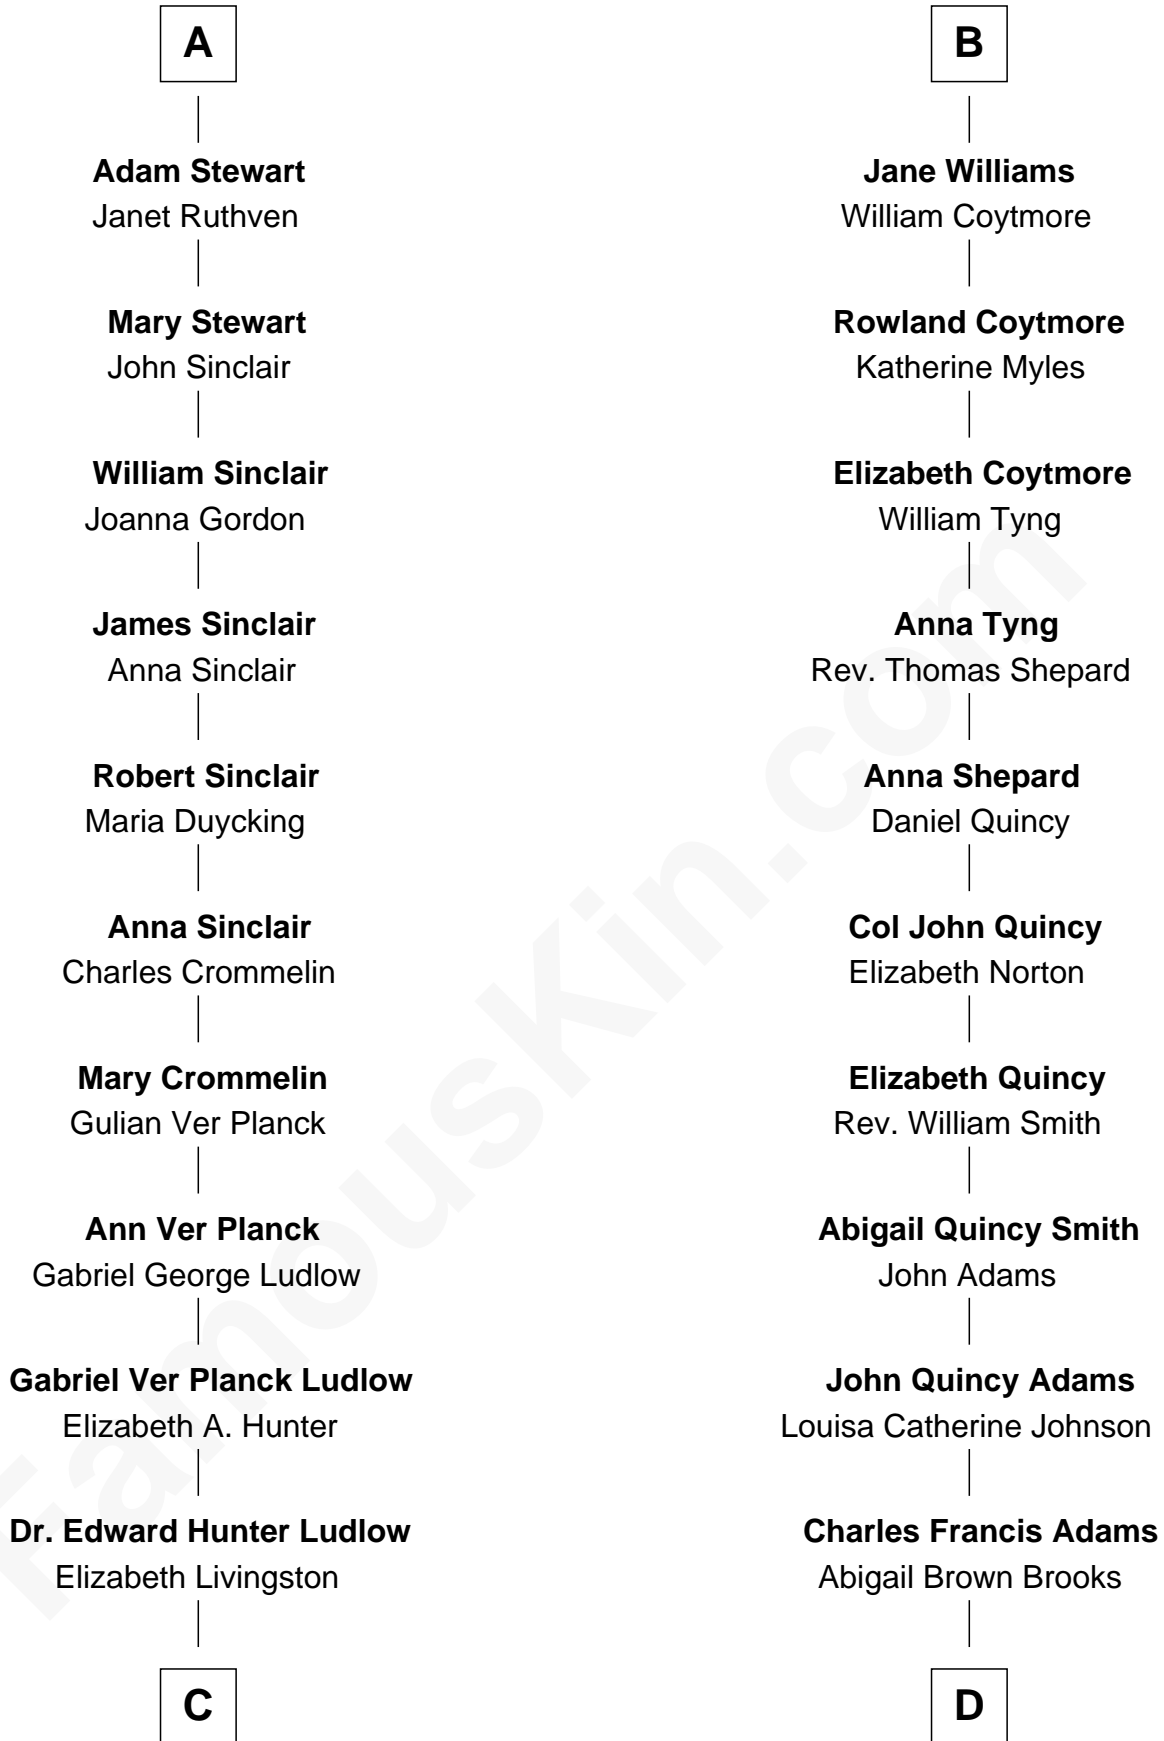 A
Adam Stewart
Janet Ruthven
Mary Stewart
John Sinclair
William Sinclair
Joanna Gordon
James Sinclair
Anna Sinclair
Robert Sinclair
Maria Duycking
Anna Sinclair
Charles Crommelin
Mary Crommelin
Gulian Ver Planck
Ann Ver Planck
Gabriel George Ludlow
Gabriel Ver Planck Ludlow
Elizabeth A. Hunter
Dr. Edward Hunter Ludlow
Elizabeth Livingston
C
B
Jane Williams
William Coytmore
Rowland Coytmore
Katherine Myles
Elizabeth Coytmore
William Tyng
Anna Tyng
Rev. Thomas Shepard
Anna Shepard
Daniel Quincy
Col John Quincy
Elizabeth Norton
Elizabeth Quincy
Rev. William Smith
Abigail Quincy Smith
John Adams
John Quincy Adams
Louisa Catherine Johnson
Charles Francis Adams
Abigail Brown Brooks
D
FamousKin.com